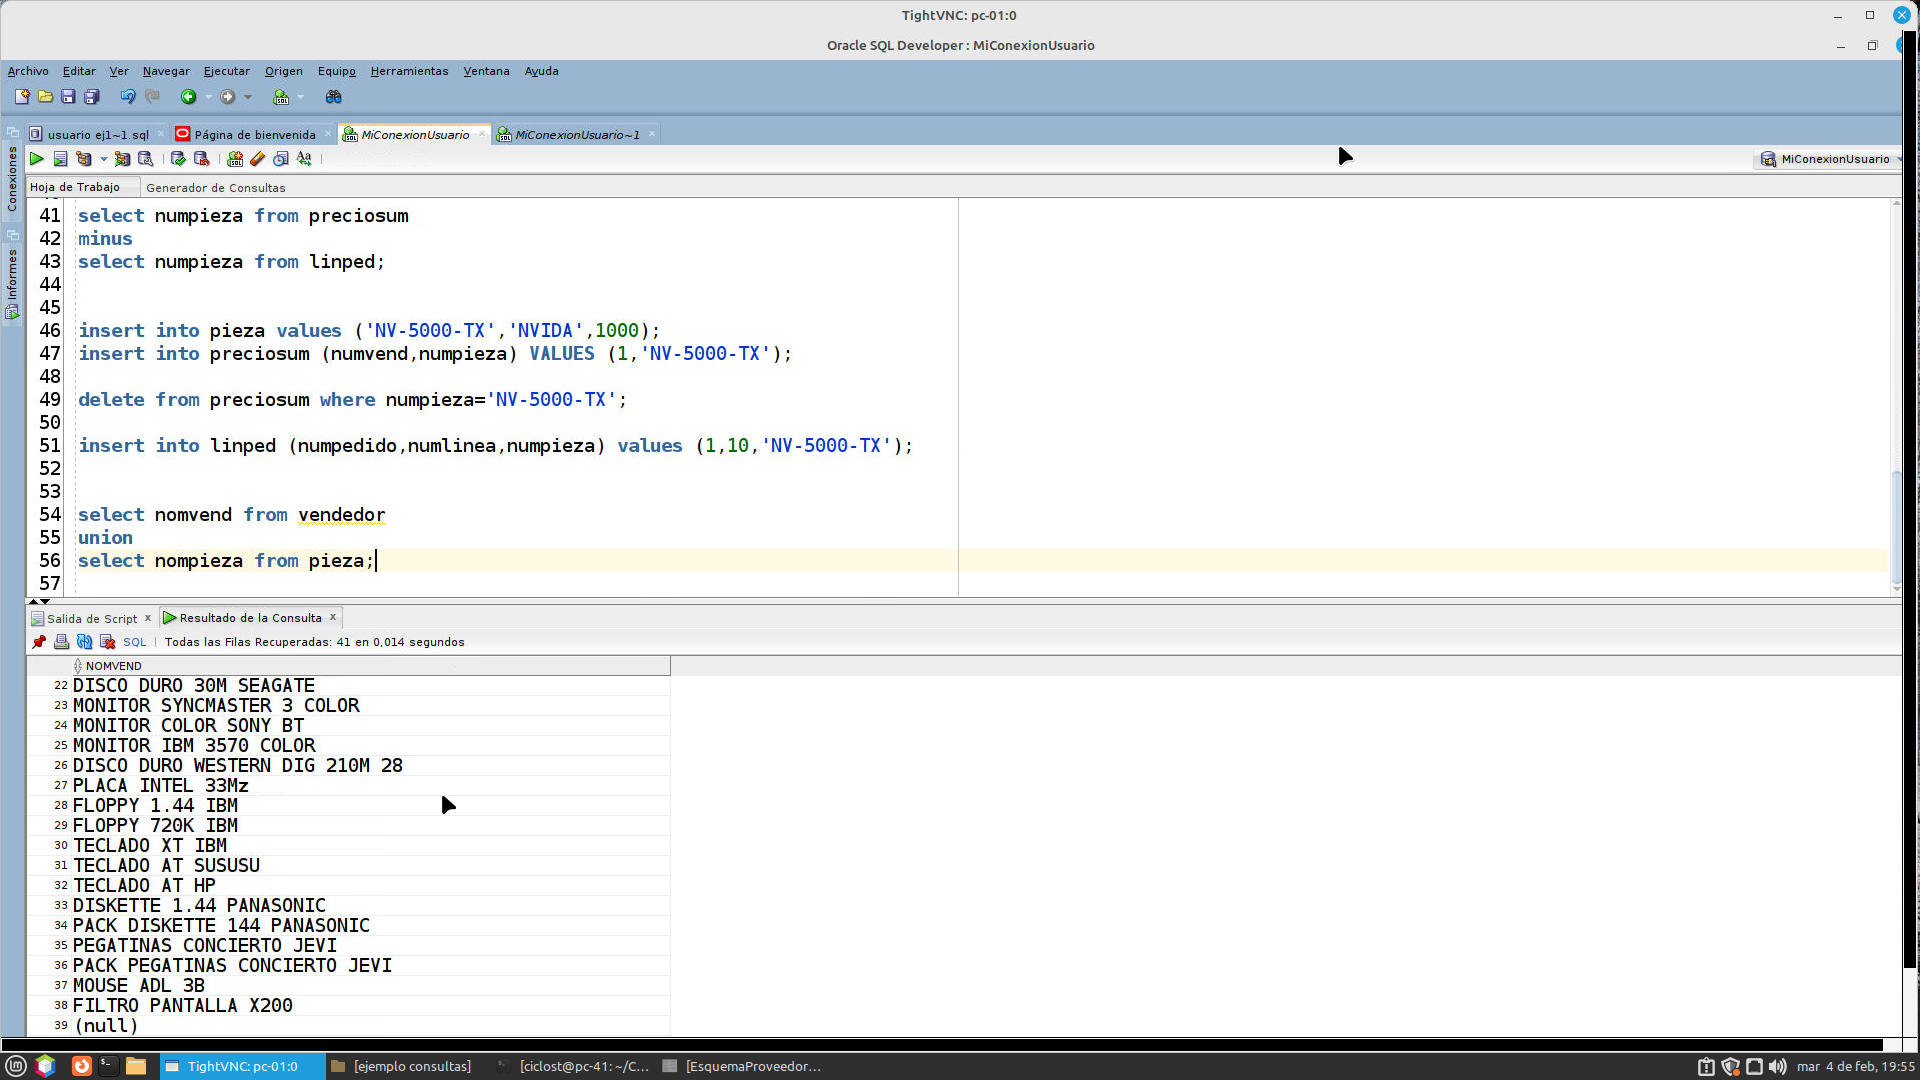 TightVNC: pc-01:0
Oracle SQL Developer : MiConexionUsuario
Archivo Editar Ver Navegar Ejecutar Origen Equipo Herramientas Ventana Ayuda
usuario ej1~1.sql Página de bienvenida MiConexionUsuario MiConexionUsuario~1
MiConexionUsuario
Conexiones
Informes
Hoja de Trabajo Generador de Consultas
41 select numpieza from preciosum
42 minus
43 select numpieza from linped;
44
45
46 insert into pieza values ('NV-5000-TX','NVIDA',1000);
47 insert into preciosum (numvend,numpieza) VALUES (1,'NV-5000-TX');
48
49 delete from preciosum where numpieza='NV-5000-TX';
50
51 insert into linped (numpedido,numlinea,numpieza) values (1,10,'NV-5000-TX');
52
53
54 select nomvend from vendedor
55 union
56 select nompieza from pieza;
57
Salida de Script x Resultado de la Consulta x
SQL | Todas las Filas Recuperadas: 41 en 0,014 segundos
NOMVEND
22 DISCO DURO 30M SEAGATE
23 MONITOR SYNCMASTER 3 COLOR
24 MONITOR COLOR SONY BT
25 MONITOR IBM 3570 COLOR
26 DISCO DURO WESTERN DIG 210M 28
27 PLACA INTEL 33Mz
28 FLOPPY 1.44 IBM
29 FLOPPY 720K IBM
30 TECLADO XT IBM
31 TECLADO AT SUSUSU
32 TECLADO AT HP
33 DISKETTE 1.44 PANASONIC
34 PACK DISKETTE 144 PANASONIC
35 PEGATINAS CONCIERTO JEVI
36 PACK PEGATINAS CONCIERTO JEVI
37 MOUSE ADL 3B
38 FILTRO PANTALLA X200
39 (null)
TightVNC: pc-01:0 [ejemplo consultas] [ciclost@pc-41: ~/C... [EsquemaProveedor... mar 4 de feb, 19:55